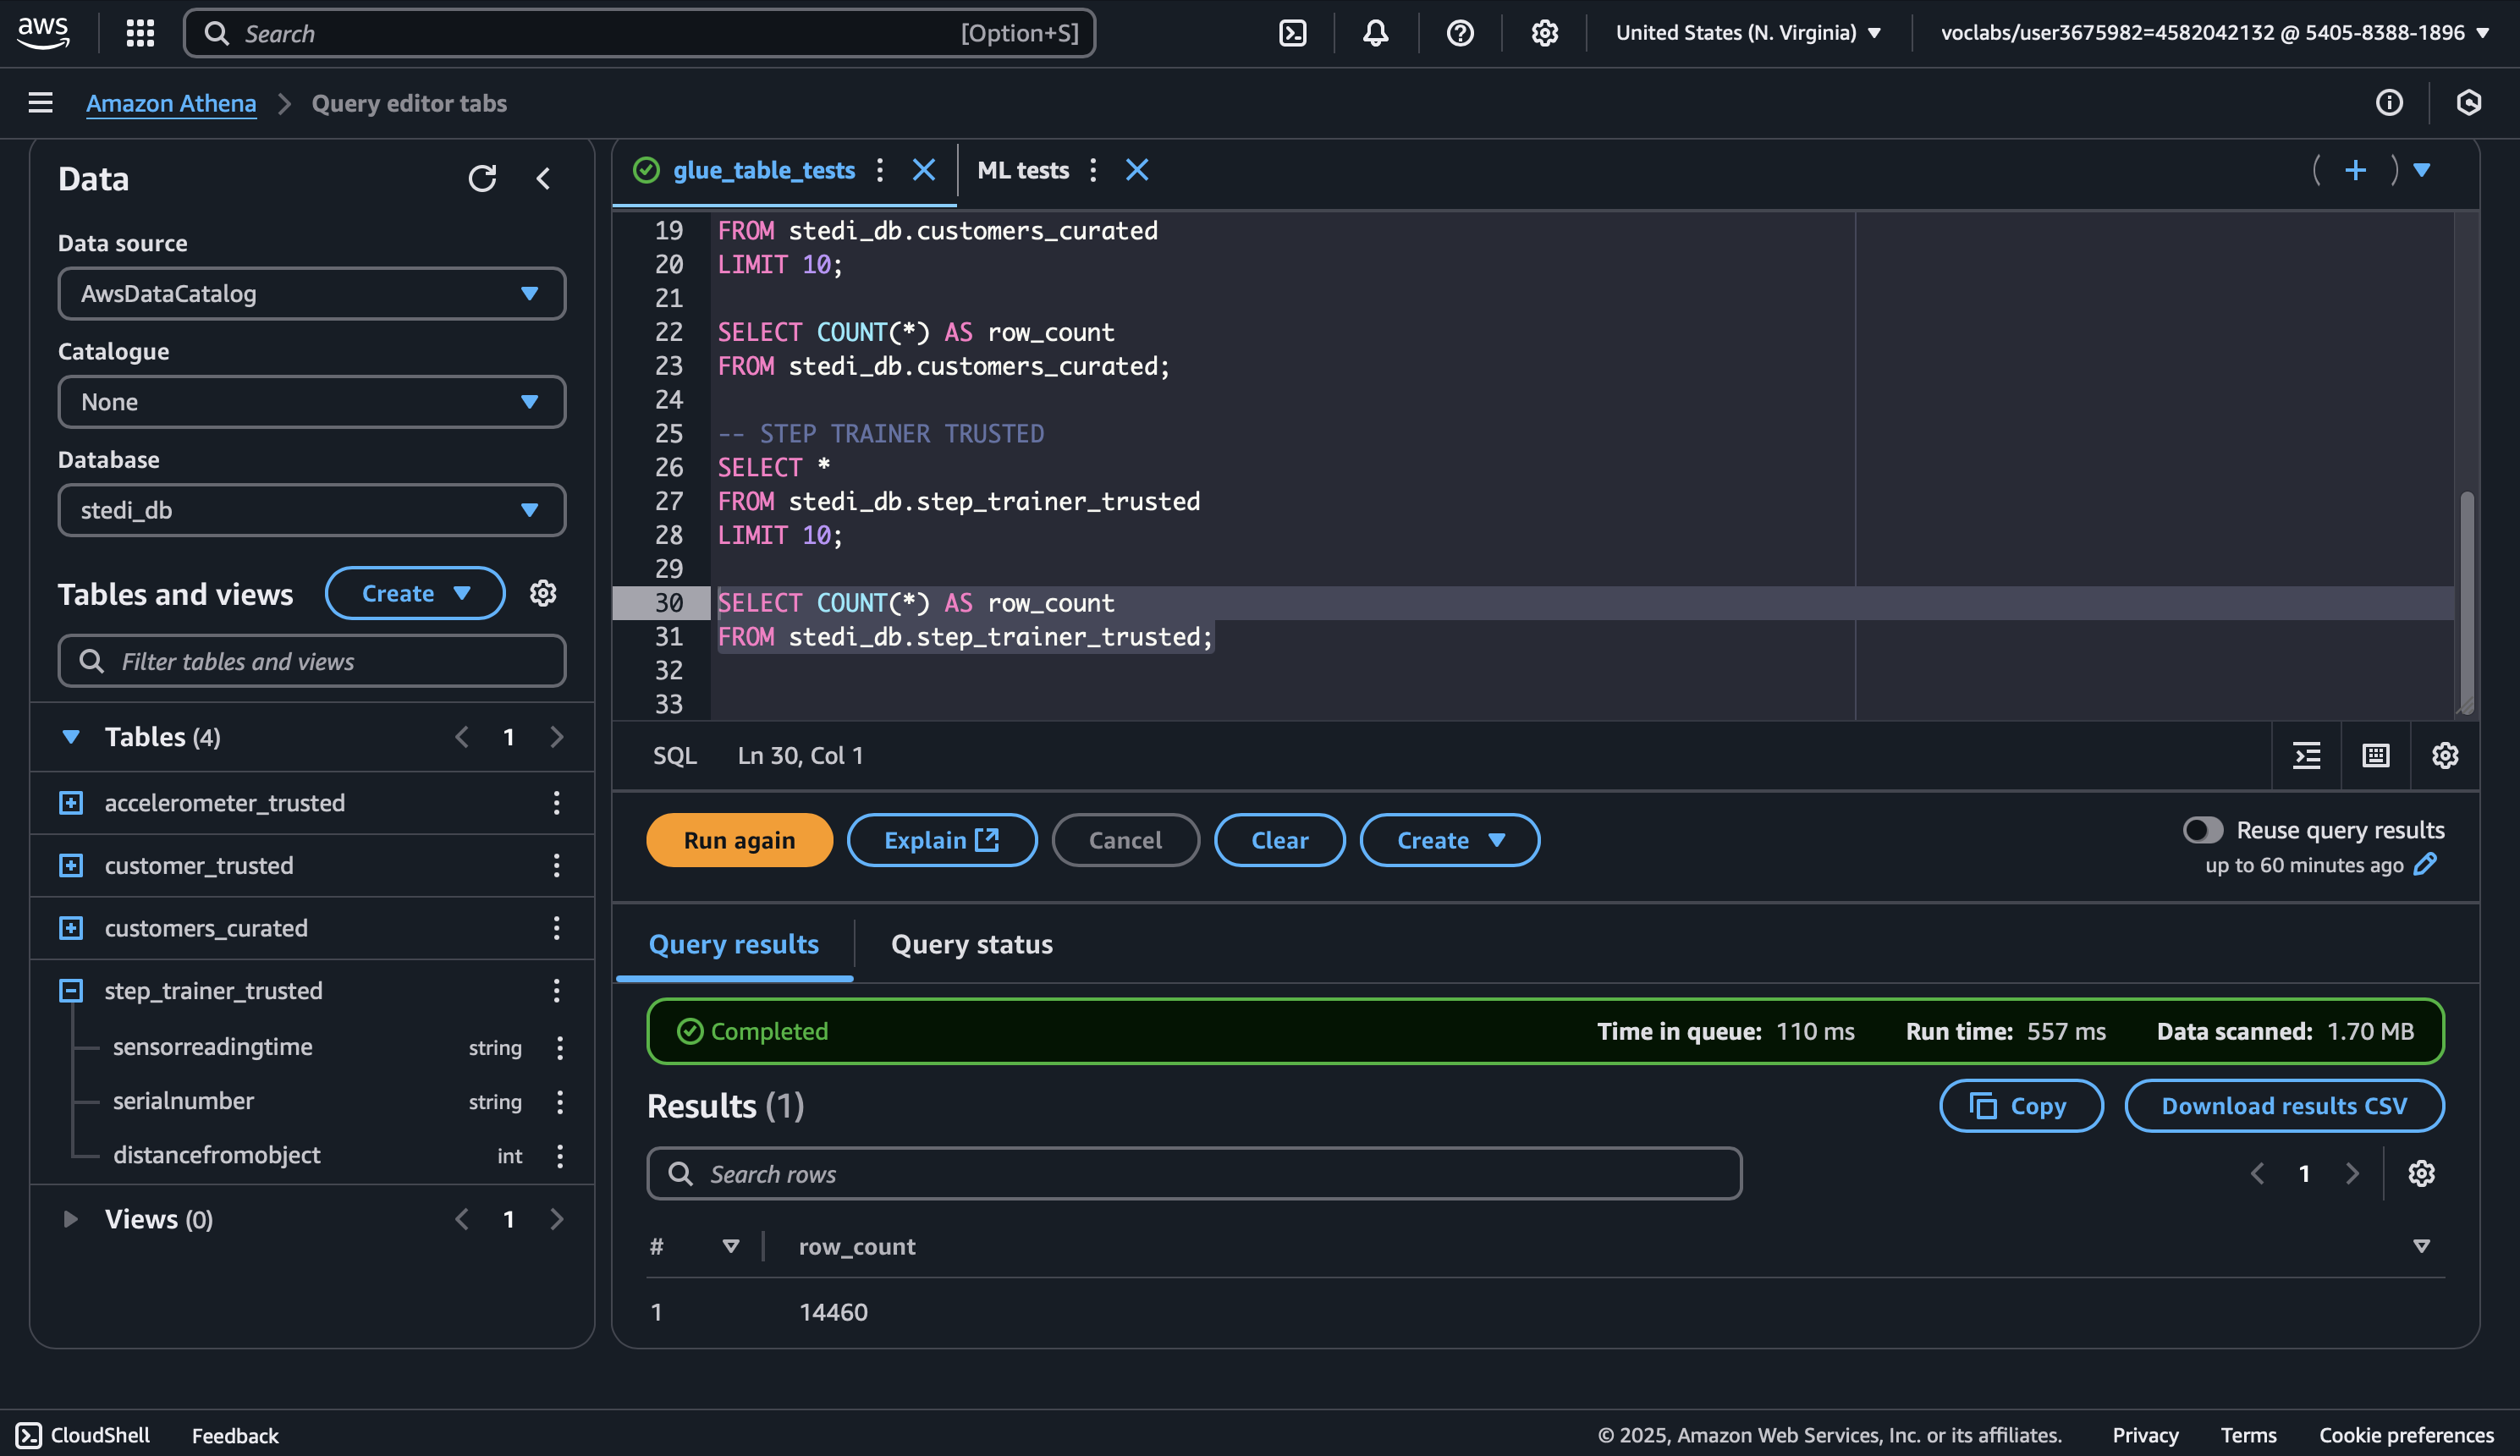 aws
Search [Option+S]
United States (N. Virginia)
voclabs/user3675982=4582042132 @ 5405-8388-1896
Amazon Athena > Query editor tabs
Data
Data source
AwsDataCatalog
Catalogue
None
Database
stedi_db
Tables and views
Create
Filter tables and views
Tables (4)
1
accelerometer_trusted
customer_trusted
customers_curated
step_trainer_trusted
sensorreadingtime string
serialnumber string
distancefromobject int
Views (0)
1
glue_table_tests
ML tests
19 FROM stedi_db.customers_curated
20 LIMIT 10;
21
22 SELECT COUNT(*) AS row_count
23 FROM stedi_db.customers_curated;
24
25 -- STEP TRAINER TRUSTED
26 SELECT *
27 FROM stedi_db.step_trainer_trusted
28 LIMIT 10;
29
30 SELECT COUNT(*) AS row_count
31 FROM stedi_db.step_trainer_trusted;
32
33
SQL Ln 30, Col 1
Run again
Explain
Cancel
Clear
Create
Reuse query results
up to 60 minutes ago
Query results
Query status
Completed
Time in queue: 110 ms
Run time: 557 ms
Data scanned: 1.70 MB
Results (1)
Copy
Download results CSV
Search rows
1
# row_count
1 14460
CloudShell
Feedback
© 2025, Amazon Web Services, Inc. or its affiliates.
Privacy
Terms
Cookie preferences